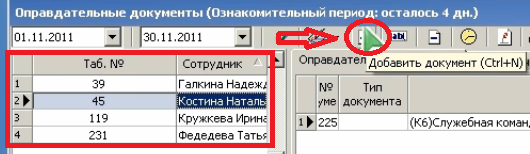 Оправдательные документы (Ознакомительный период: осталось 4 дн.)
01.11.2011 30.11.2011 ab
Добавить документ (Ctrl+N)
Таб. № Сотрудник
1 39 Галкина Надежд
2 45 Костина Наталь
3 119 Кружкева Ирина
4 231 Федедева Татья
Оправдател
№ Тип
уме документа
1 225 (К6)Служебная коман